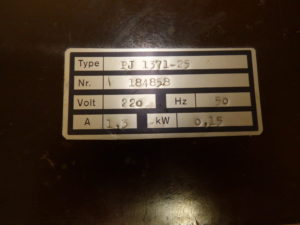 Type PJ 1371-25
Nr. 184858
Volt 220 Hz 50
A 1,3 kW 0,15